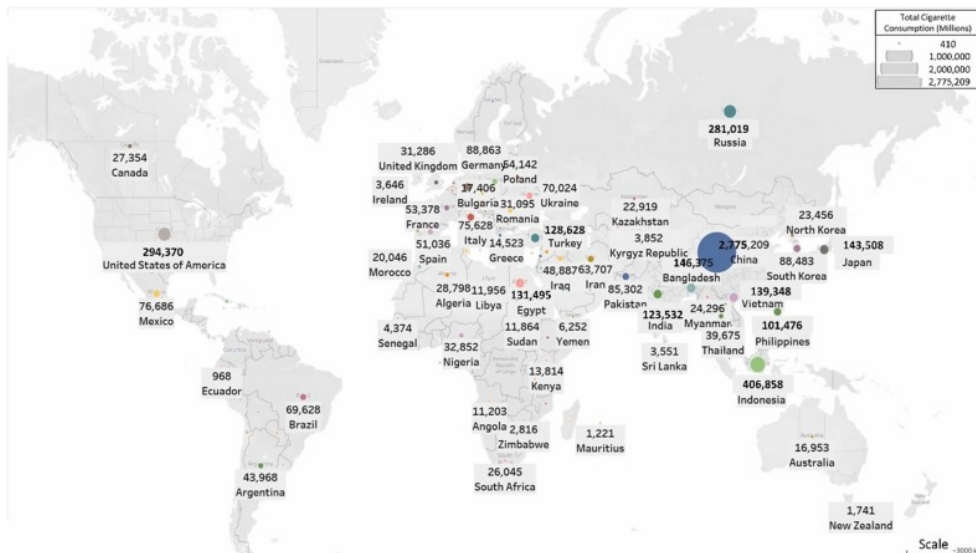 Total Cigarette
Consumption (Millions)
410
1,000,000
2,000,000
2,775,209
Greenland
281,019
Russia
27,354
Canada
31,286
United Kingdom
88,863
Germany
54,142
Poland
3,646
Ireland
17,406
Bulgaria
70,024
Ukraine
53,378
France
31,095
Romania
22,919
Kazakhstan
23,456
North Korea
294,370
United States of America
75,628
Italy
128,628
Turkey
3,852
Kyrgyz Republic
2,775,209
China
143,508
Japan
51,036
Spain
14,523
Greece
146,375
Bangladesh
88,483
South Korea
20,046
Morocco
48,887
Iraq
63,707
Iran
76,686
Mexico
28,798
Algeria
11,956
Libya
131,495
Egypt
85,302
Pakistan
139,348
Vietnam
123,532
India
24,296
Myanmar
101,476
Philippines
4,374
Senegal
11,864
Sudan
6,252
Yemen
39,675
Thailand
32,852
Nigeria
3,551
Sri Lanka
968
Ecuador
13,814
Kenya
406,858
Indonesia
69,628
Brazil
11,203
Angola
2,816
Zimbabwe
1,221
Mauritius
16,953
Australia
43,968
Argentina
26,045
South Africa
1,741
New Zealand
Scale